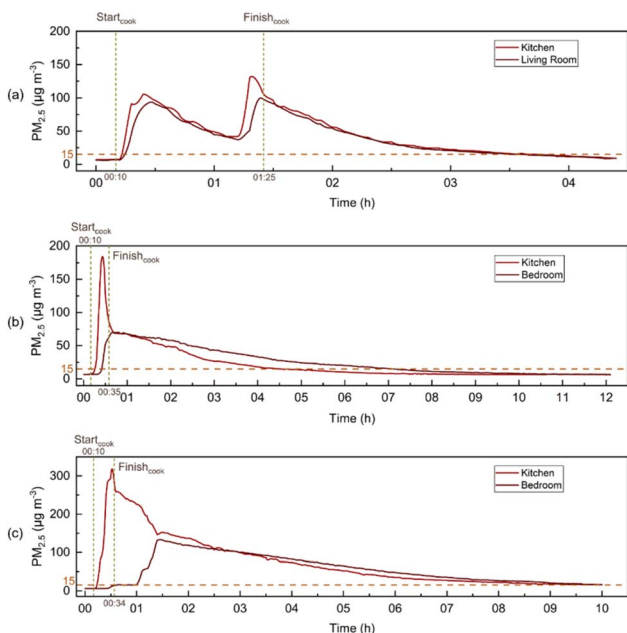 Start_cook Finish_cook
(a)
PM2.5 (µg m-3)
200
150
100
50
15
0
Kitchen
Living Room
00 01 02 03 04
00:10 01:25
Time (h)
Start_cook
00:10
Finish_cook
(b)
PM2.5 (µg m-3)
200
150
100
50
15
0
Kitchen
Bedroom
00 01 02 03 04 05 06 07 08 09 10 11 12
00:35
Time (h)
Start_cook
00:10
Finish_cook
(c)
PM2.5 (µg m-3)
300
200
100
15
0
Kitchen
Bedroom
00 01 02 03 04 05 06 07 08 09 10
00:34
Time (h)